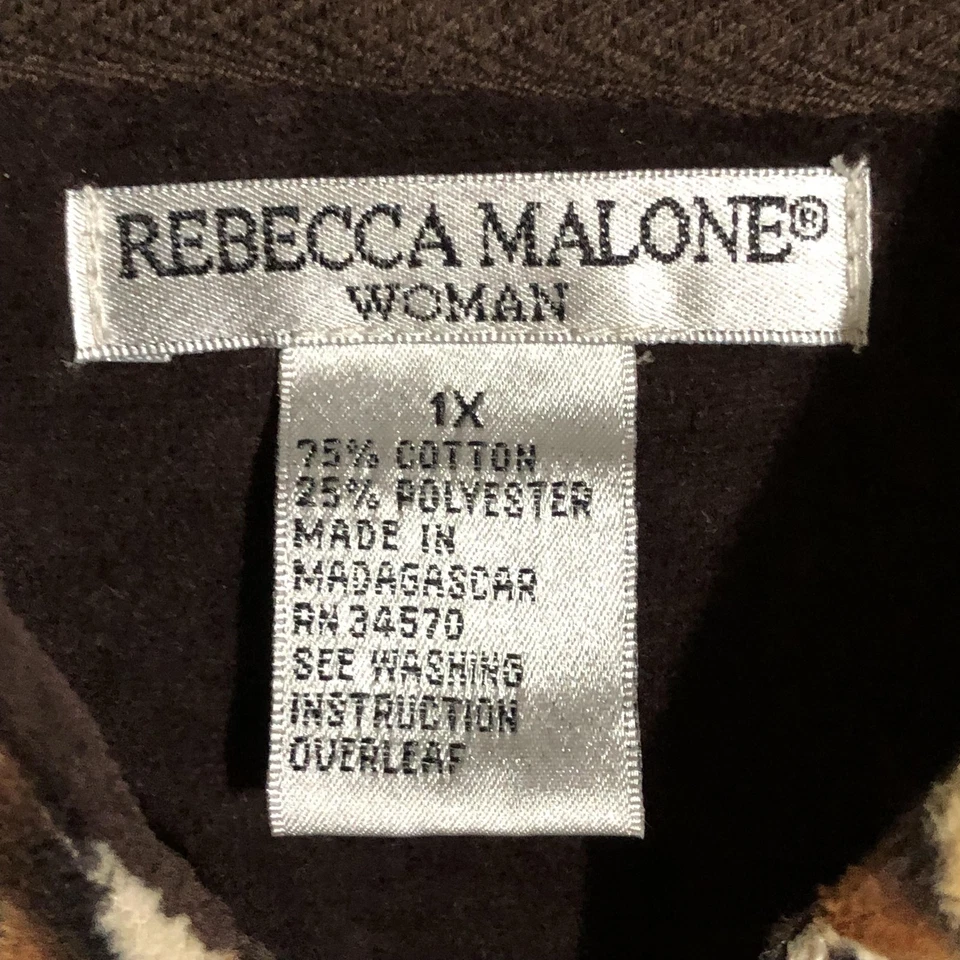 REBECCA MALONE®
WOMAN
1X
75% COTTON
25% POLYESTER
MADE IN
MADAGASCAR
RN 34570
SEE WASHING
INSTRUCTION
OVERLEAF